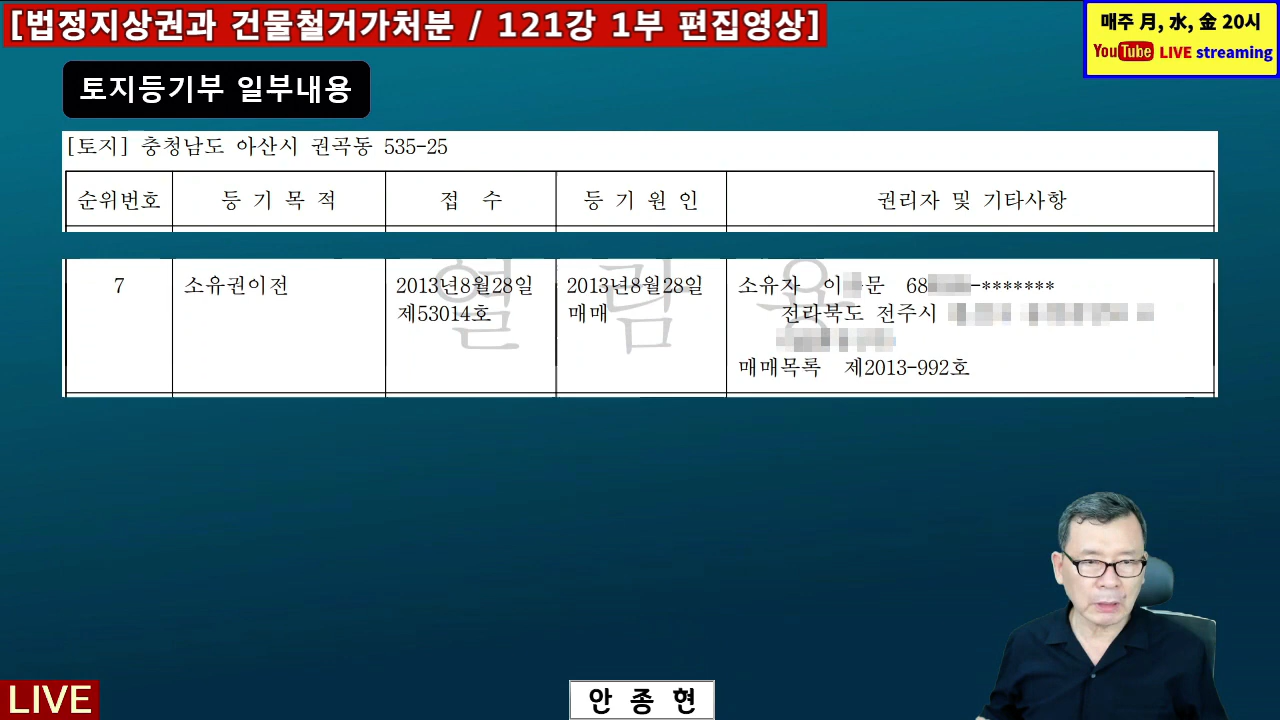 [법정지상권과 건물철거가처분 / 121강 1부 편집영상]
매주 月, 水, 金 20시
YouTube LIVE streaming
토지등기부 일부내용
[토지] 충청남도 아산시 권곡동 535-25
순위번호 등 기 목 적 접 수 등 기 원 인 권리자 및 기타사항
7 소유권이전 2013년8월28일 2013년8월28일 소유자 이 문 68 -*******
제53014호 매매 전라북도 전주시
매매목록 제2013-992호
열 람 용
LIVE
안 종 현